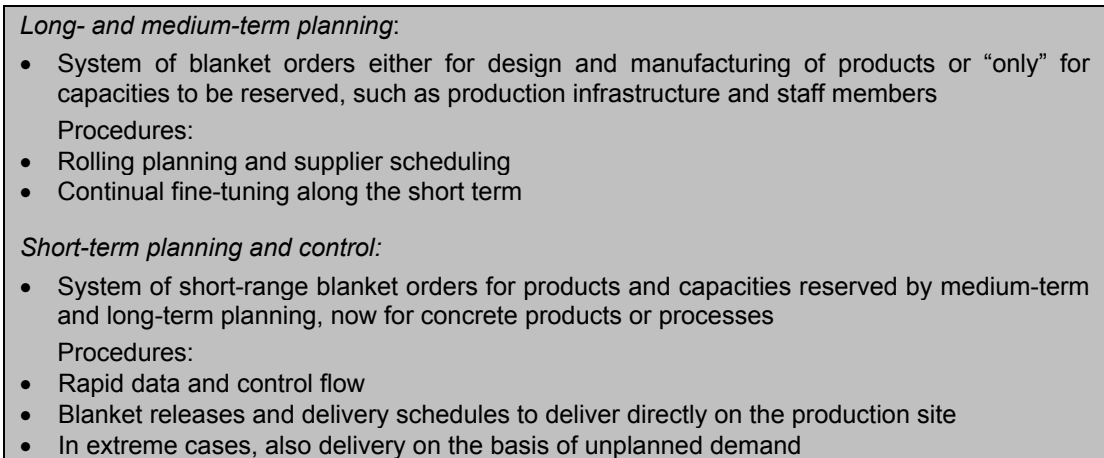 Long- and medium-term planning:
• System of blanket orders either for design and manufacturing of products or “only” for
capacities to be reserved, such as production infrastructure and staff members
Procedures:
• Rolling planning and supplier scheduling
• Continual fine-tuning along the short term
Short-term planning and control:
• System of short-range blanket orders for products and capacities reserved by medium-term
and long-term planning, now for concrete products or processes
Procedures:
• Rapid data and control flow
• Blanket releases and delivery schedules to deliver directly on the production site
• In extreme cases, also delivery on the basis of unplanned demand